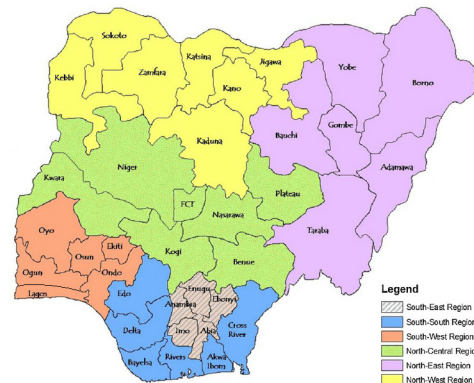 Sokoto
Katsina
Jigawa
Yobe
Borno
Kebbi
Zamfara
Kano
Kaduna
Bauchi
Gombe
Adamawa
Niger
Kwara
FCT
Plateau
Nasarawa
Taraba
Oyo
Ekiti
Osun
Kogi
Benue
Ogun
Ondo
Lagos
Edo
Enugu
Anambra
Ebonyi
Delta
Imo
Abia
Cross
River
Bayelsa
Rivers
Akwa
Ibom
Legend
South-East Region
South-South Region
South-West Region
North-Central Region
North-East Region
North-West Region